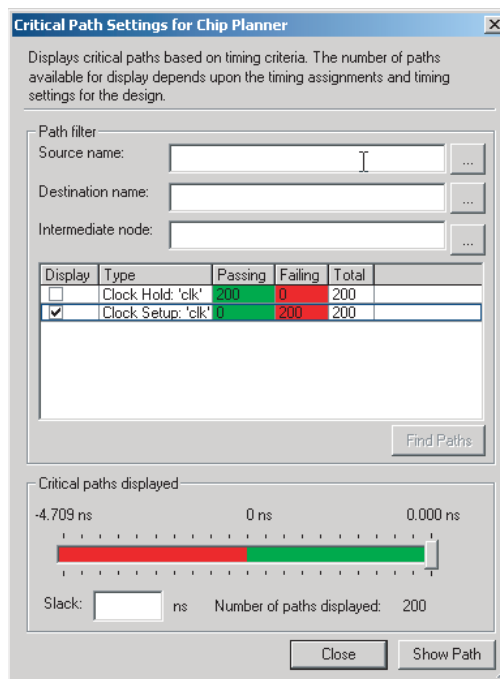 Critical Path Settings for Chip Planner
Displays critical paths based on timing criteria. The number of paths
available for display depends upon the timing assignments and timing
settings for the design.
Path filter
Source name:
...
Destination name:
...
Intermediate node:
...
Display Type Passing Failing Total
Clock Hold: 'clk' 200 0 200
Clock Setup: 'clk' 0 200 200
Find Paths
Critical paths displayed
-4.709 ns 0 ns 0.000 ns
Slack: ns Number of paths displayed: 200
Close Show Path